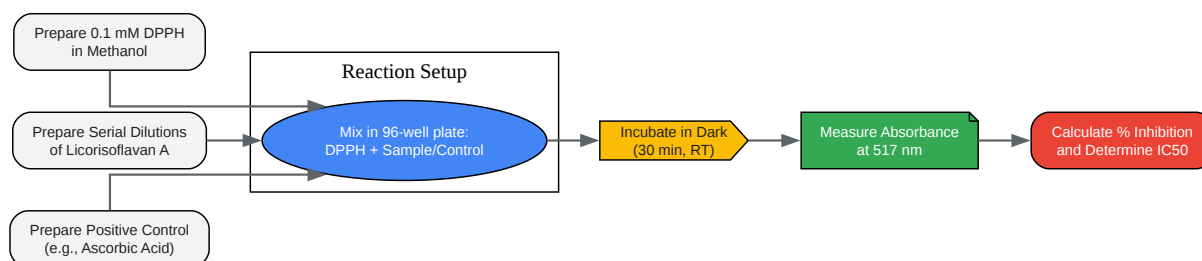 Prepare 0.1 mM DPPH
in Methanol
Prepare Serial Dilutions
of Licorisoflavan A
Prepare Positive Control
(e.g., Ascorbic Acid)
Reaction Setup
Mix in 96-well plate:
DPPH + Sample/Control
Incubate in Dark
(30 min, RT)
Measure Absorbance
at 517 nm
Calculate % Inhibition
and Determine IC50